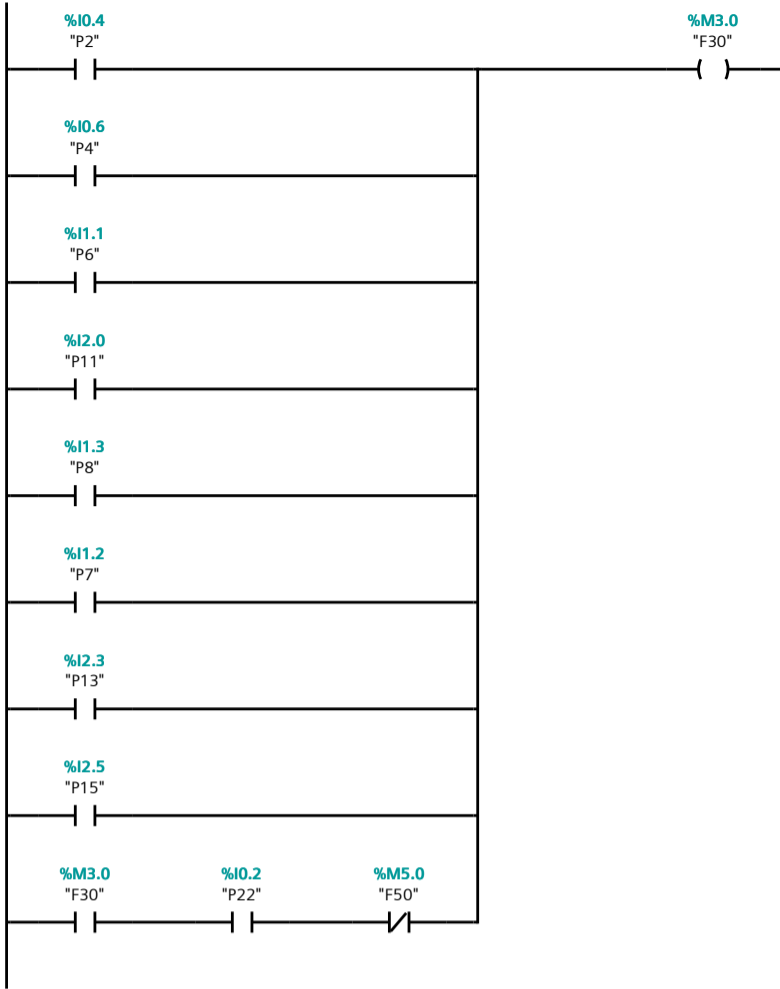 %I0.4 %M3.0
"P2" "F30"
%I0.6
"P4"
%I1.1
"P6"
%I2.0
"P11"
%I1.3
"P8"
%I1.2
"P7"
%I2.3
"P13"
%I2.5
"P15"
%M3.0 %I0.2 %M5.0
"F30" "P22" "F50"